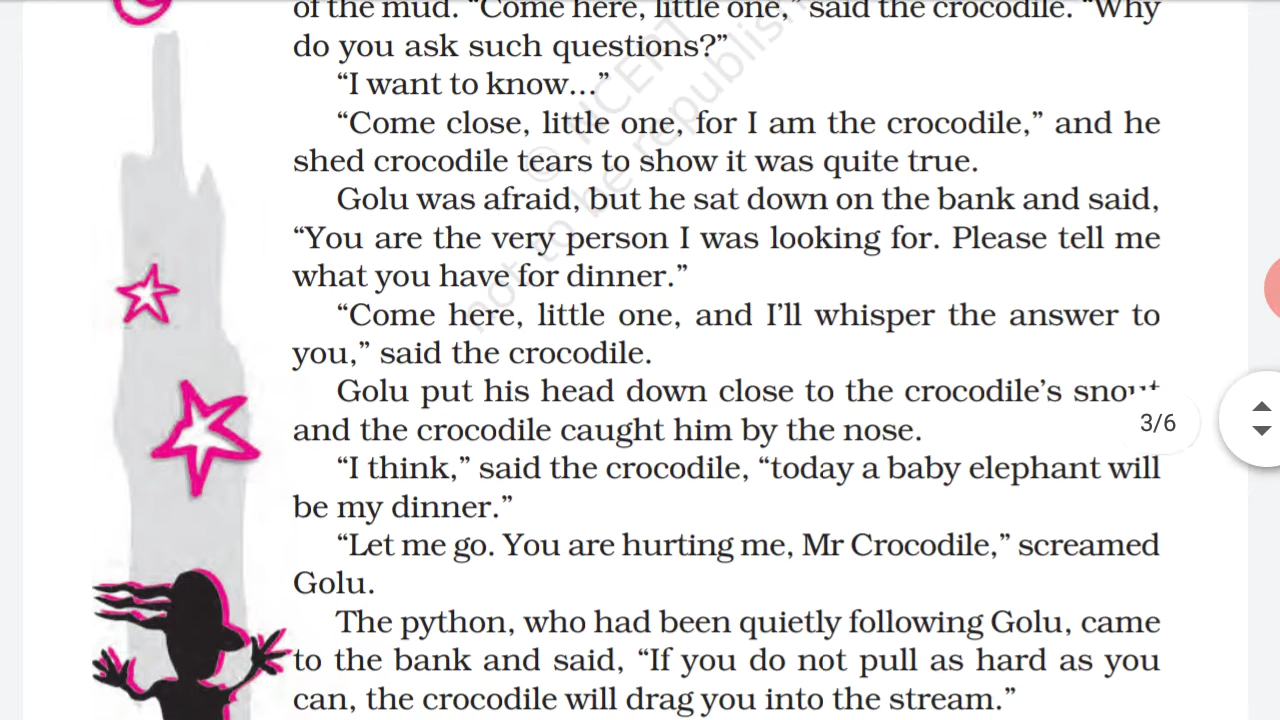 of the mud. “Come here, little one,” said the crocodile. “Why
do you ask such questions?”
“I want to know...”
“Come close, little one, for I am the crocodile,” and he
shed crocodile tears to show it was quite true.
Golu was afraid, but he sat down on the bank and said,
“You are the very person I was looking for. Please tell me
what you have for dinner.”
“Come here, little one, and I’ll whisper the answer to
you,” said the crocodile.
Golu put his head down close to the crocodile’s
and the crocodile caught him by the nose.
3/6
“I think,” said the crocodile, “today a baby elephant will
be my dinner.”
“Let me go. You are hurting me, Mr Crocodile,” screamed
Golu.
The python, who had been quietly following Golu, came
to the bank and said, “If you do not pull as hard as you
can, the crocodile will drag you into the stream.”
© NCERT
not to be republish